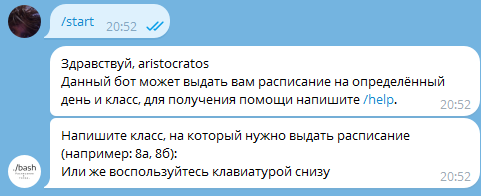 /start
20:52
Здравствуй, aristocratos
Данный бот может выдать вам расписание на определённый
день и класс, для получения помощи напишите /help.
20:52
Напишите класс, на который нужно выдать расписание
(например: 8а, 8б):
Или же воспользуйтесь клавиатурой снизу
20:52
./bash